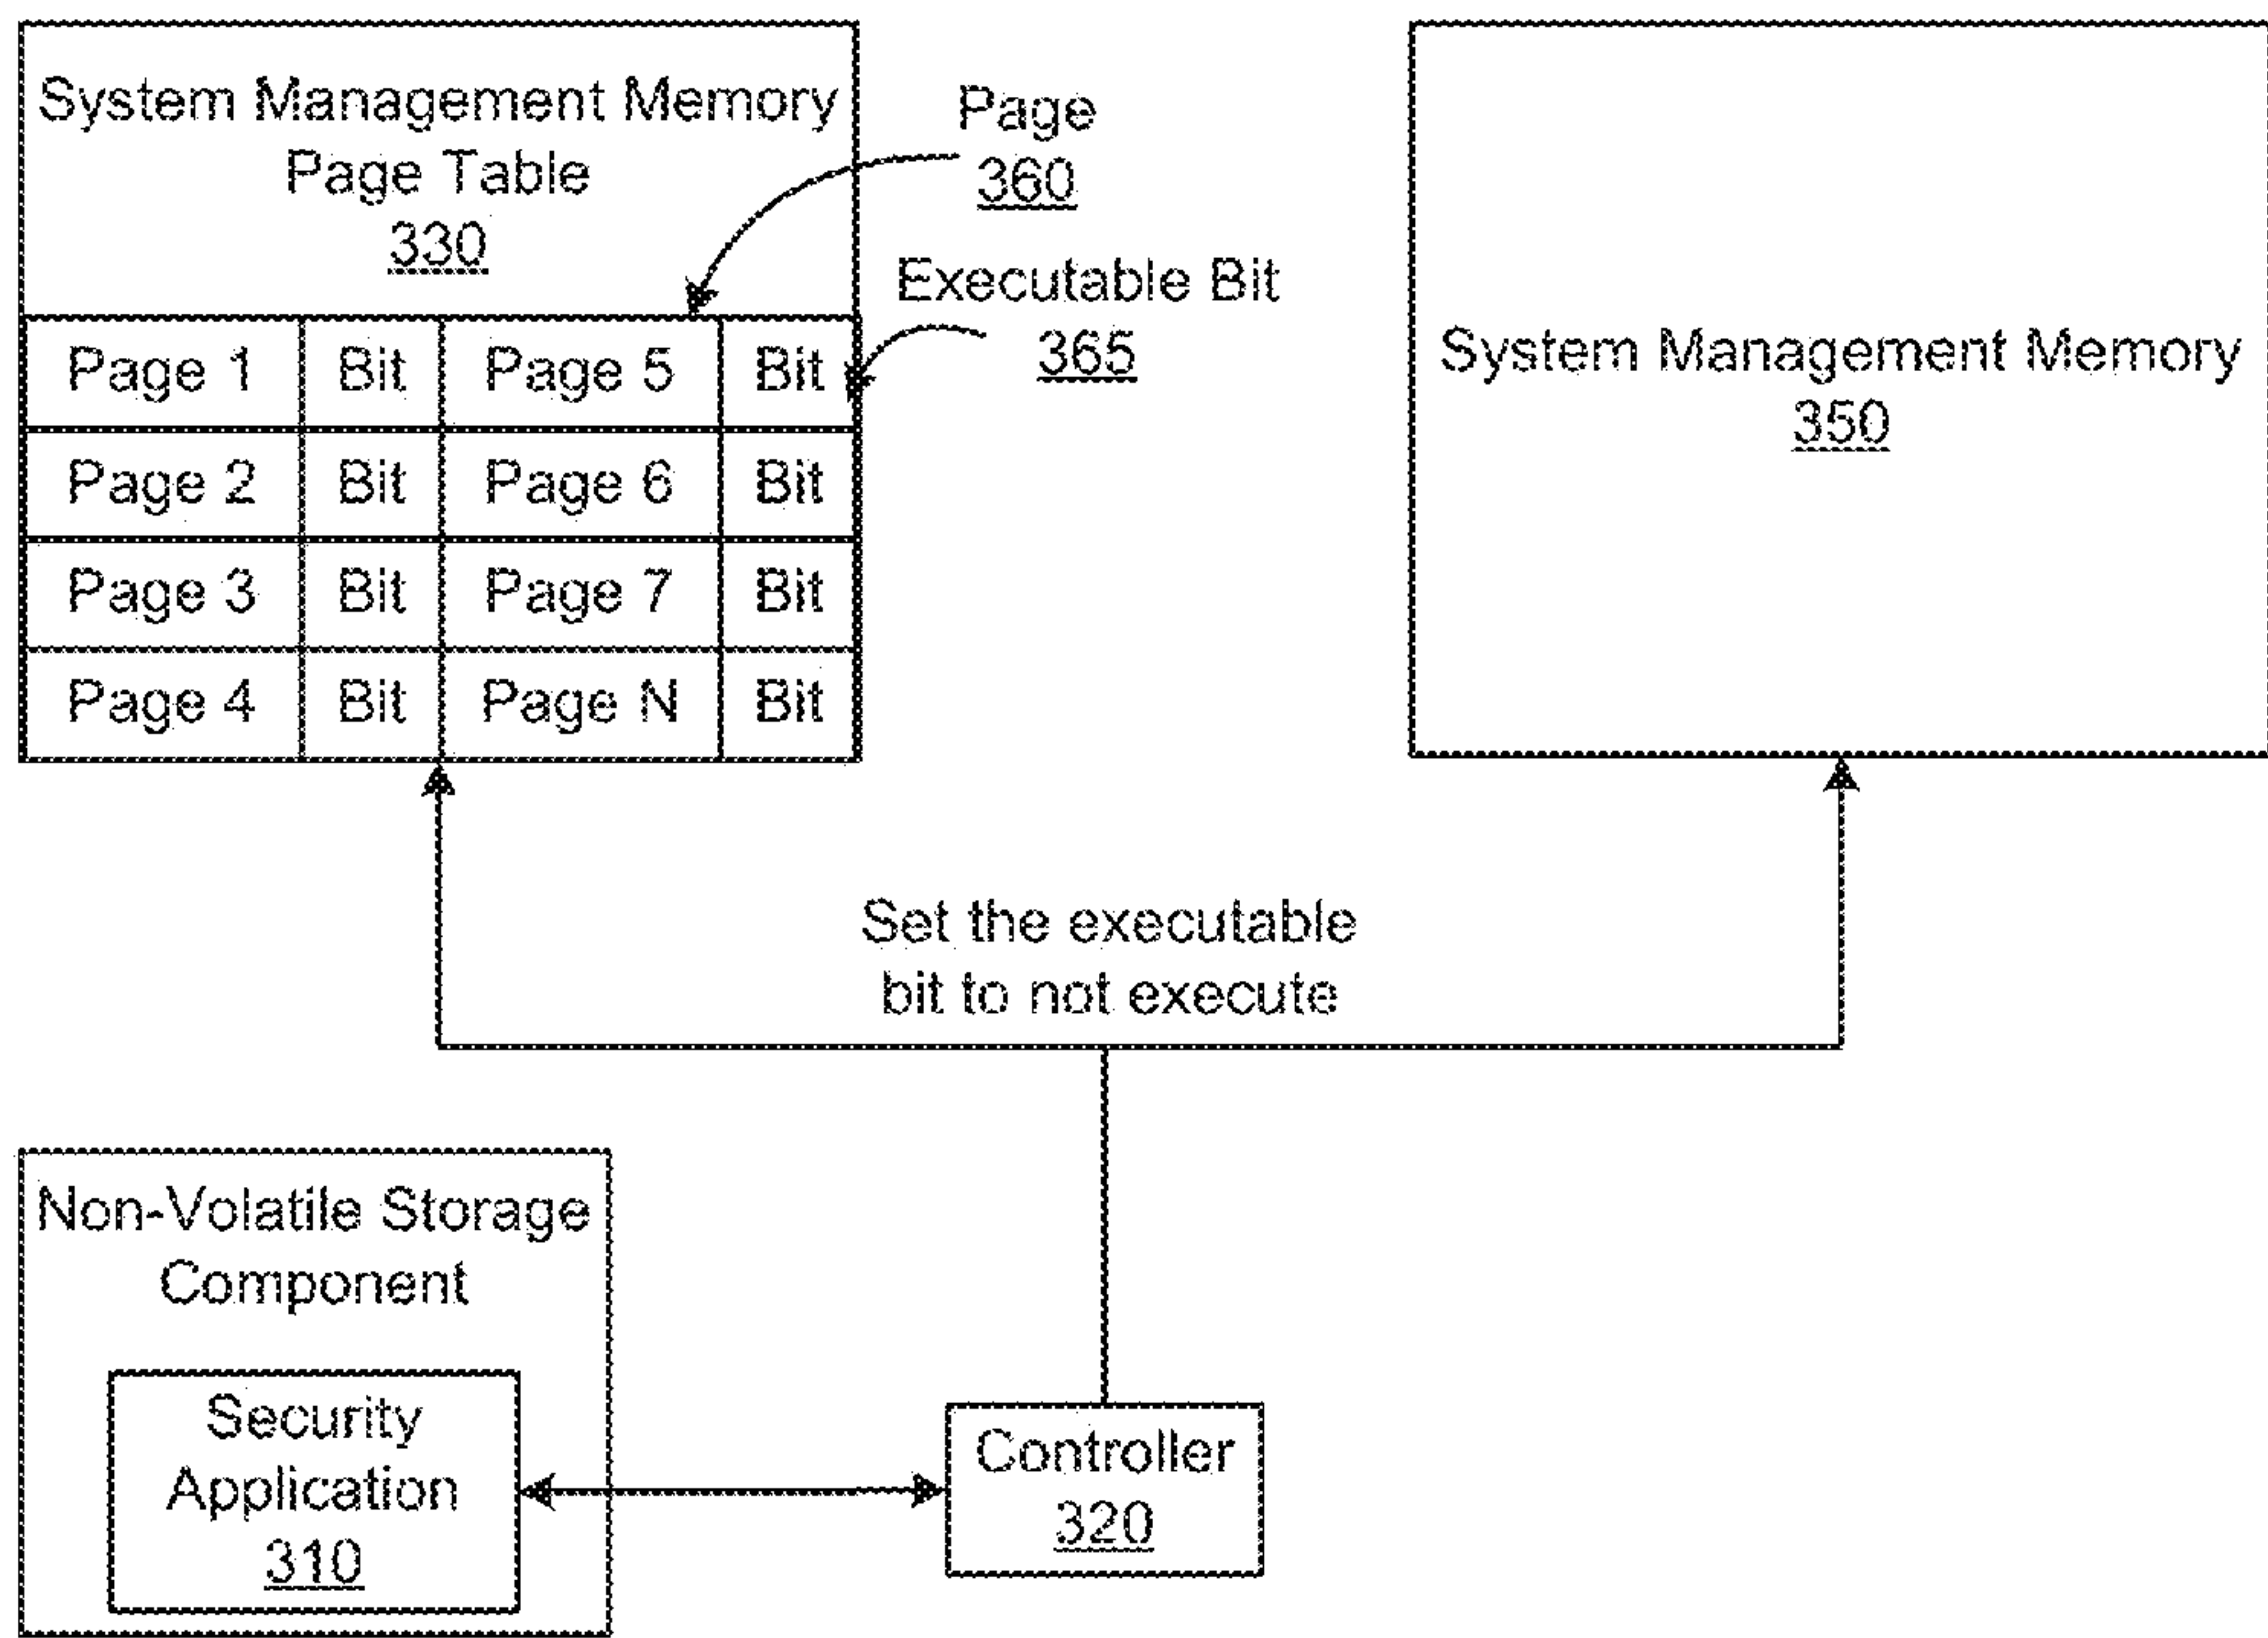 System Management Memory
Page Table
330
Page
360
Executable Bit
365
Page 1 Bit Page 5 Bit
Page 2 Bit Page 6 Bit
Page 3 Bit Page 7 Bit
Page 4 Bit Page N Bit
System Management Memory
350
Set the executable
bit to not execute
Non-Volatile Storage
Component
Security
Application
310
Controller
320